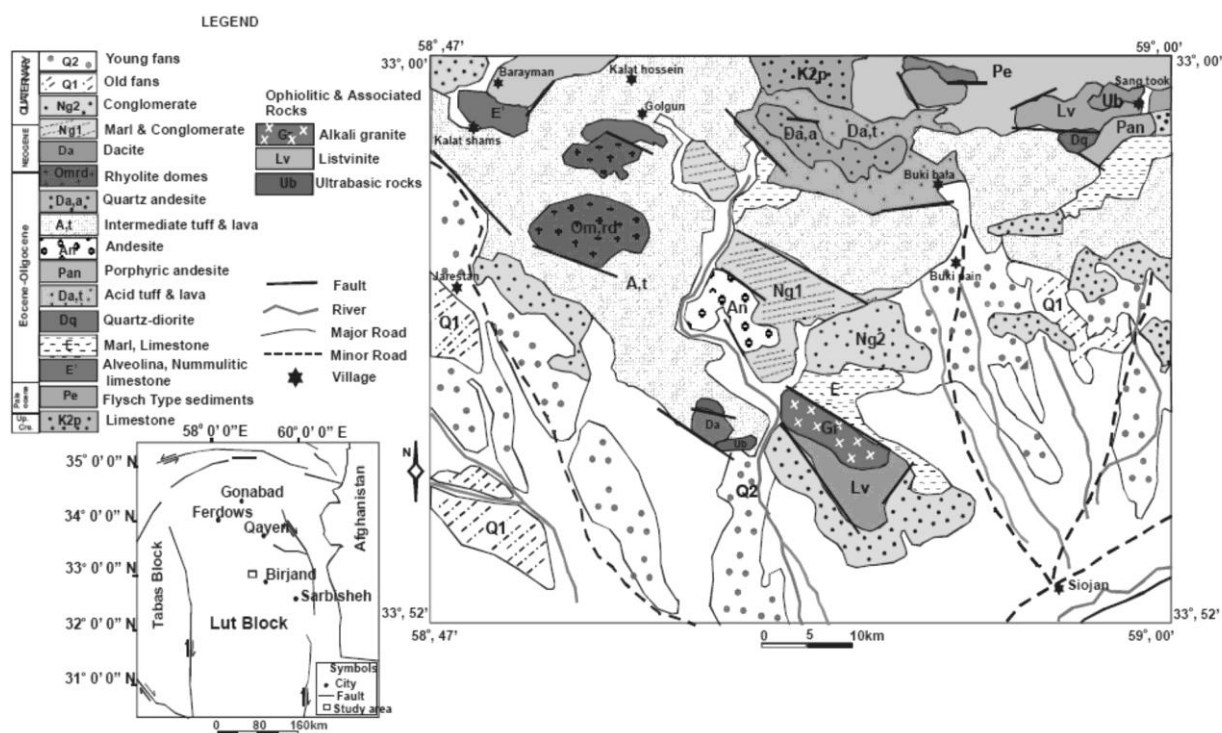 LEGEND
QUATERNARY
NEOGENE
Eocene-Oligocene
Paleocene
Up. Cre.
Q2 Young fans
Q1 Old fans
Ng2 Conglomerate
Ng1 Marl & Conglomerate
Da Dacite
Omrd Rhyolite domes
Da,a Quartz andesite
A,t Intermediate tuff & lava
An Andesite
Pan Porphyric andesite
Da,t Acid tuff & lava
Dq Quartz-diorite
E Marl, Limestone
E' Alveolina, Nummulitic
limestone
Pe Flysch Type sediments
K2p Limestone
Ophiolitic & Associated
Rocks
Gr Alkali granite
Lv Listvinite
Ub Ultrabasic rocks
Fault
River
Major Road
Minor Road
Village
58° 0' 0"E 60° 0' 0" E
35° 0' 0" N
34° 0' 0" N
33° 0' 0" N
32° 0' 0" N
31° 0' 0" N
Gonabad
Ferdows
Qayen
Birjand
Sarbisheh
Tabas Block
Lut Block
Afghanistan
Symbols
City
Fault
Study area
0 80 160km
N
58°, 47' 59°, 00'
33°, 00' 33°, 00'
Barayman
Kalat hossein
K2p
Pe
Sang took
E'
Golgun
Lv
Ub
Kalat shams
Da,a
Da,t
Dq
Pan
Buki bala
Om,rd
Jarestan
A,t
Ng1
Buki pain
Q1
An
Q1
Ng2
E
Da
Gr
Ub
Q2
Lv
Q1
Siojan
33°, 52' 33°, 52'
58°, 47' 59°, 00'
0 5 10km